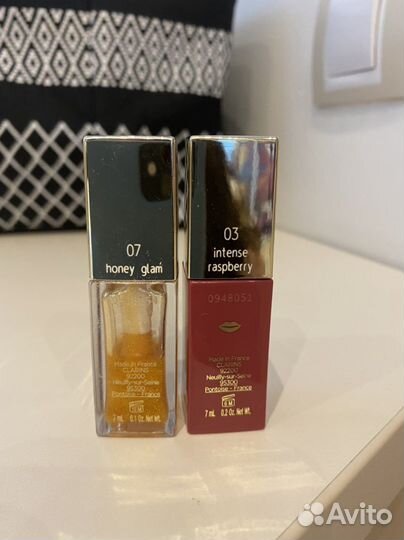 07
honey glam
03
intense
raspberry
Made in France
CLARINS
92200
Neuilly-sur-Seine
95300
Pontoise - France
7 mL 0.1 Oz. Net Wt.
0948051
Made in France
CLARINS
92200
Neuilly-sur-Seine
95300
Pontoise - France
7 mL 0.2 Oz. Net Wt.
Avito